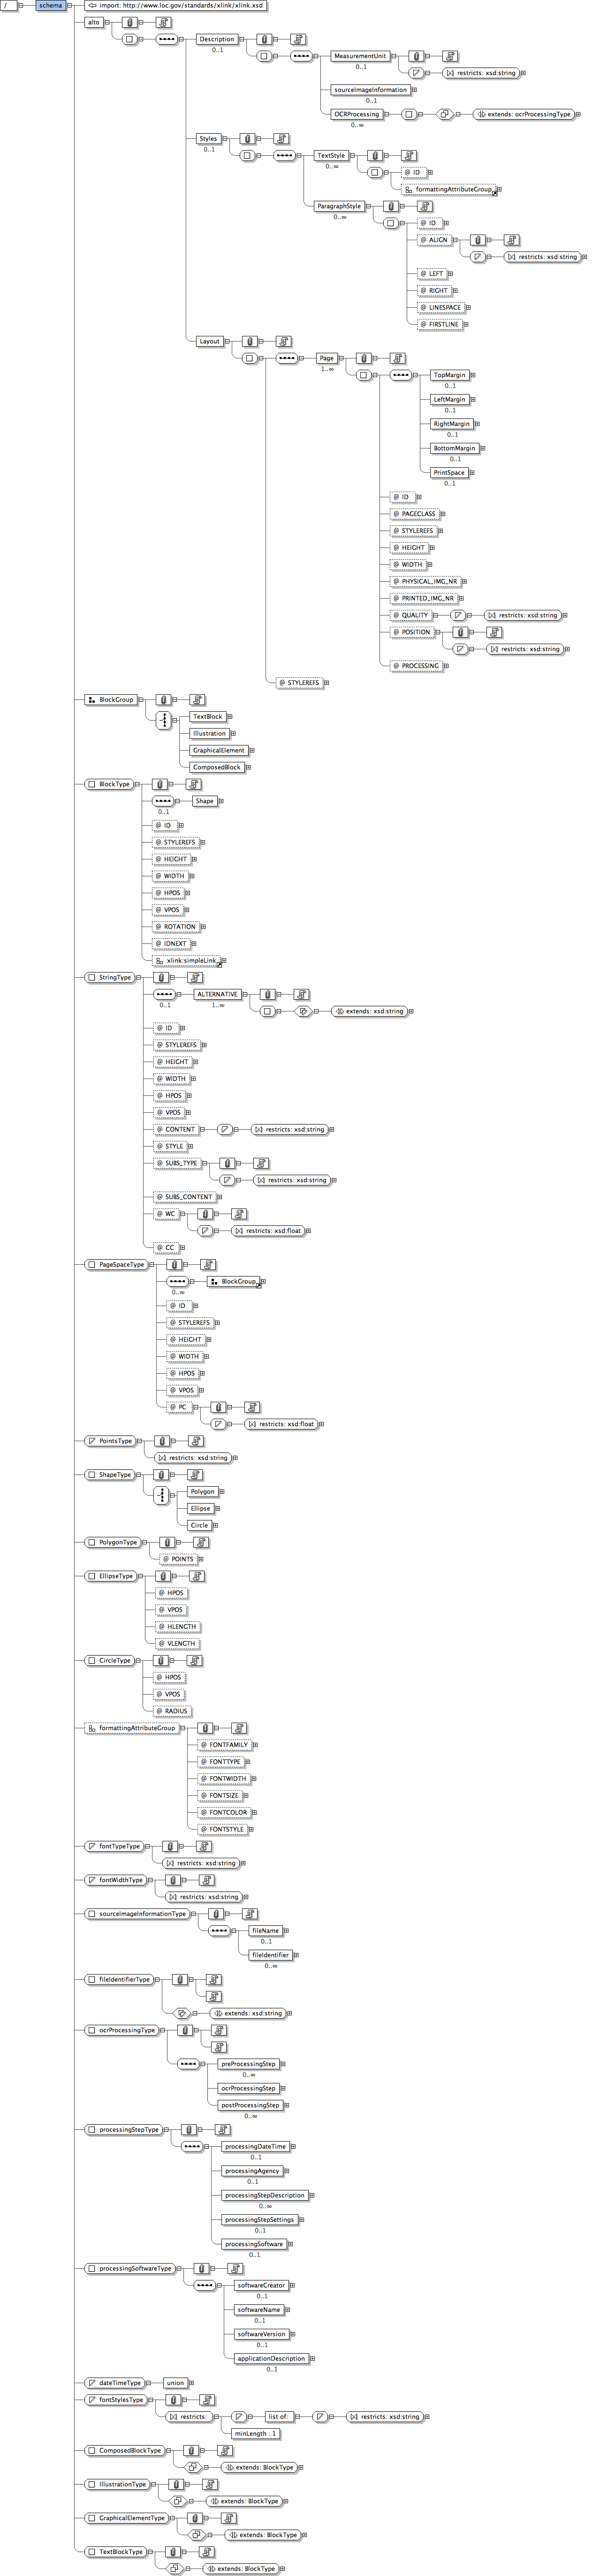 /
schema
import: http://www.loc.gov/standards/xlink/xlink.xsd
alto
Description
0..1
MeasurementUnit
0..1
restricts: xsd:string
sourceImageInformation
0..1
OCRProcessing
0..∞
extends: ocrProcessingType
Styles
0..1
TextStyle
0..∞
@ ID
formattingAttributeGroup
ParagraphStyle
0..∞
@ ID
@ ALIGN
restricts: xsd:string
@ LEFT
@ RIGHT
@ LINESPACE
@ FIRSTLINE
Layout
Page
1..∞
TopMargin
0..1
LeftMargin
0..1
RightMargin
0..1
BottomMargin
0..1
PrintSpace
0..1
@ ID
@ PAGECLASS
@ STYLEREFS
@ HEIGHT
@ WIDTH
@ PHYSICAL_IMG_NR
@ PRINTED_IMG_NR
@ QUALITY
restricts: xsd:string
@ POSITION
restricts: xsd:string
@ PROCESSING
@ STYLEREFS
BlockGroup
TextBlock
Illustration
GraphicalElement
ComposedBlock
BlockType
Shape
0..1
@ ID
@ STYLEREFS
@ HEIGHT
@ WIDTH
@ HPOS
@ VPOS
@ ROTATION
@ IDNEXT
xlink:simpleLink
StringType
ALTERNATIVE
0..1
1..∞
extends: xsd:string
@ ID
@ STYLEREFS
@ HEIGHT
@ WIDTH
@ HPOS
@ VPOS
@ CONTENT
restricts: xsd:string
@ STYLE
@ SUBS_TYPE
restricts: xsd:string
@ SUBS_CONTENT
@ WC
restricts: xsd:float
@ CC
PageSpaceType
BlockGroup
0..∞
@ ID
@ STYLEREFS
@ HEIGHT
@ WIDTH
@ HPOS
@ VPOS
@ PC
restricts: xsd:float
PointsType
restricts: xsd:string
ShapeType
Polygon
Ellipse
Circle
PolygonType
@ POINTS
EllipseType
@ HPOS
@ VPOS
@ HLENGTH
@ VLENGTH
CircleType
@ HPOS
@ VPOS
@ RADIUS
formattingAttributeGroup
@ FONTFAMILY
@ FONTTYPE
@ FONTWIDTH
@ FONTSIZE
@ FONTCOLOR
@ FONTSTYLE
fontTypeType
restricts: xsd:string
fontWidthType
restricts: xsd:string
sourceImageInformationType
fileName
0..1
fileIdentifier
0..∞
fileIdentifierType
extends: xsd:string
ocrProcessingType
preProcessingStep
0..∞
ocrProcessingStep
postProcessingStep
0..∞
processingStepType
processingDateTime
0..1
processingAgency
0..1
processingStepDescription
0..∞
processingStepSettings
0..1
processingSoftware
0..1
processingSoftwareType
softwareCreator
0..1
softwareName
0..1
softwareVersion
0..1
applicationDescription
0..1
dateTimeType
union
fontStylesType
restricts:
list of:
restricts: xsd:string
minLength : 1
ComposedBlockType
extends: BlockType
IllustrationType
extends: BlockType
GraphicalElementType
extends: BlockType
TextBlockType
extends: BlockType